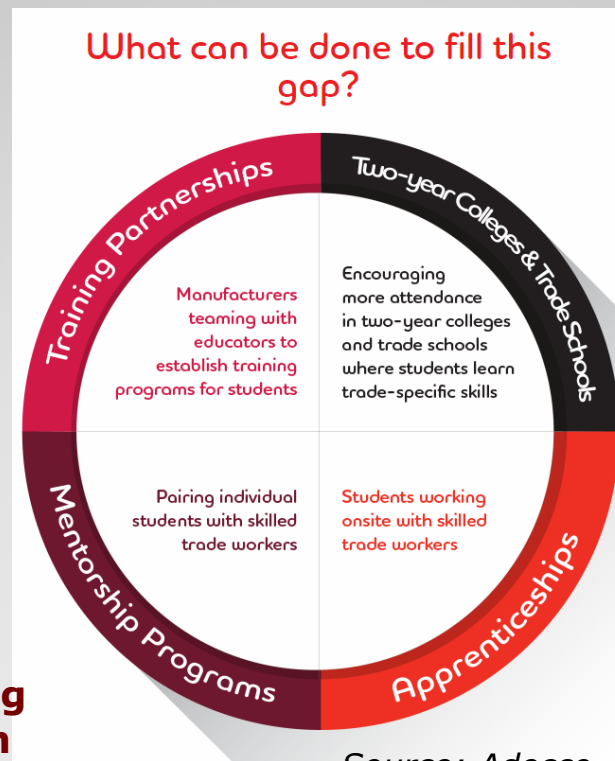 What can be done to fill this
gap?
Training Partnerships
Two-year Colleges & Trade Schools
Manufacturers
teaming with
educators to
establish training
programs for students
Encouraging
more attendance
in two-year colleges
and trade schools
where students learn
trade-specific skills
Pairing individual
students with skilled
trade workers
Students working
onsite with skilled
trade workers
Mentorship Programs
Apprenticeships